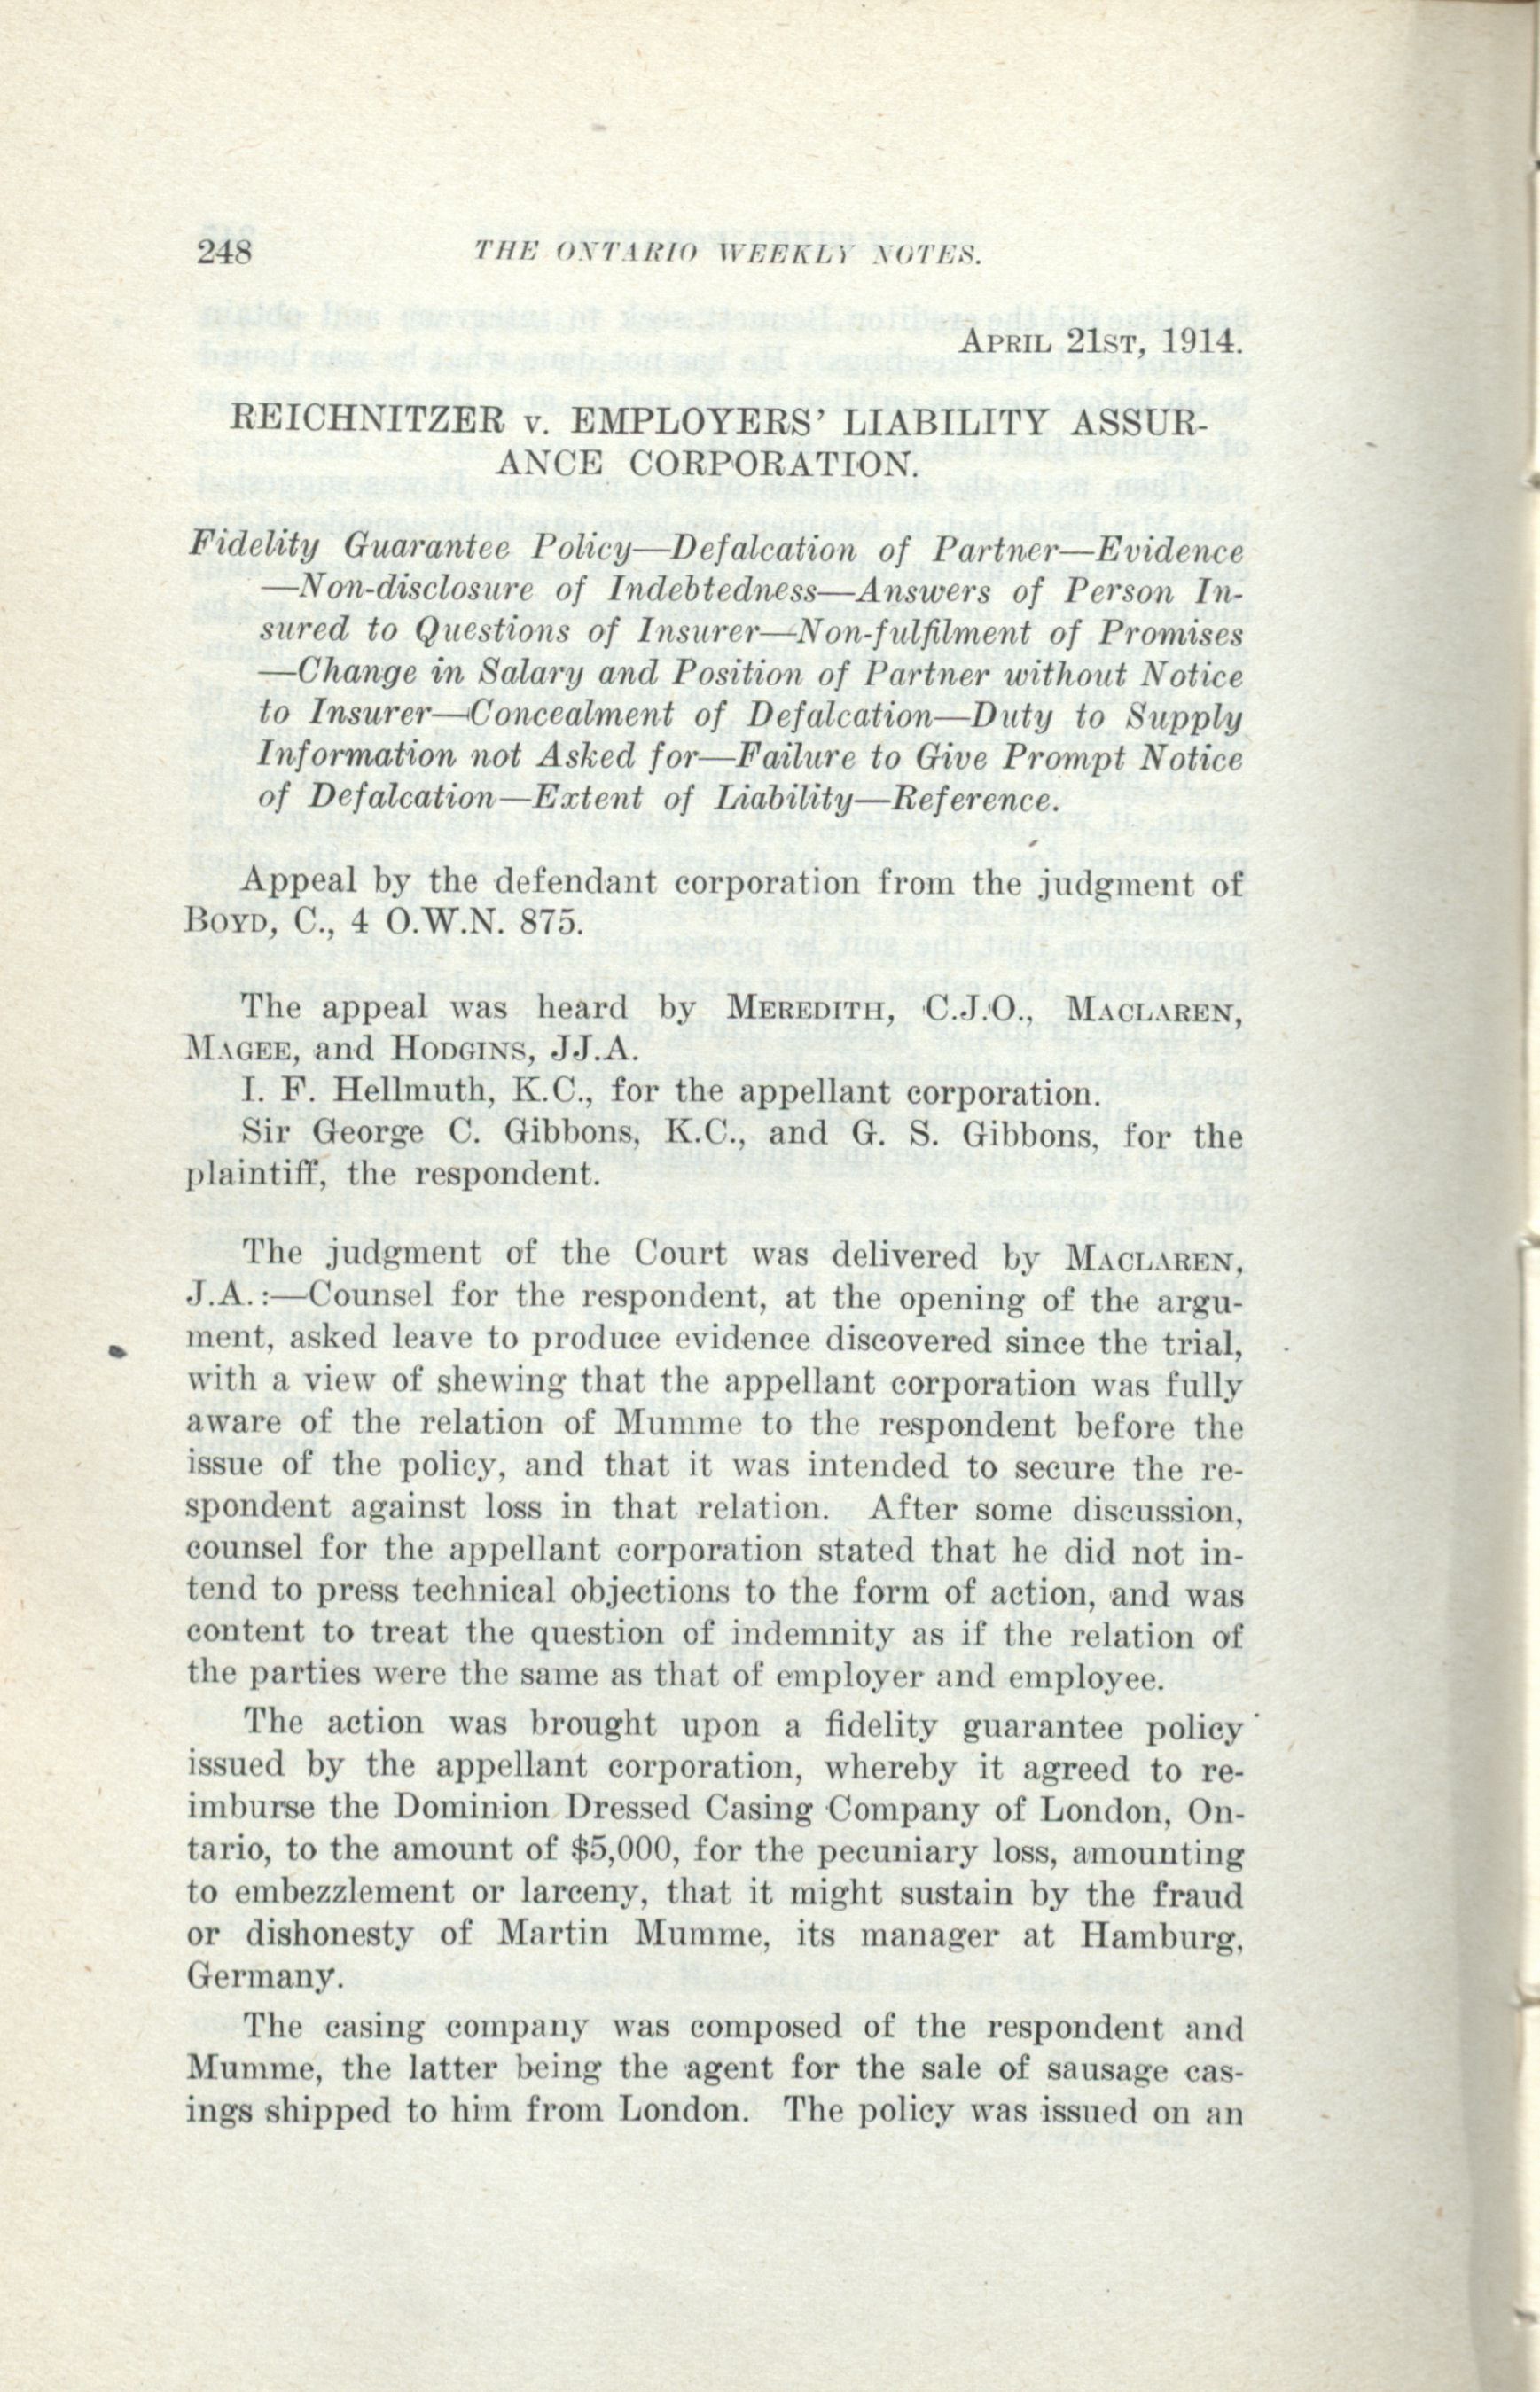 248 THE ONTARIO WEEKLY NOTES.
APRIL 21ST, 1914.
REICHNITZER v. EMPLOYERS' LIABILITY ASSUR-
ANCE CORPORATION.
Fidelity Guarantee Policy—Defalcation of Partner—Evidence
—Non-disclosure of Indebtedness—Answers of Person In-
sured to Questions of Insurer—Non-fulfilment of Promises
—Change in Salary and Position of Partner without Notice
to Insurer—Concealment of Defalcation—Duty to Supply
Information not Asked for—Failure to Give Prompt Notice
of Defalcation—Extent of Liability—Reference.
Appeal by the defendant corporation from the judgment of
BOYD, C., 4 O.W.N. 875.
The appeal was heard by MEREDITH, C.J.O., MACLAREN,
MAGEE, and HODGINS, JJ.A.
I. F. Hellmuth, K.C., for the appellant corporation.
Sir George C. Gibbons, K.C., and G. S. Gibbons, for the
plaintiff, the respondent.
The judgment of the Court was delivered by MACLAREN,
J.A.:—Counsel for the respondent, at the opening of the argu-
ment, asked leave to produce evidence discovered since the trial,
with a view of shewing that the appellant corporation was fully
aware of the relation of Mumme to the respondent before the
issue of the policy, and that it was intended to secure the re-
spondent against loss in that relation. After some discussion,
counsel for the appellant corporation stated that he did not in-
tend to press technical objections to the form of action, and was
content to treat the question of indemnity as if the relation of
the parties were the same as that of employer and employee.
The action was brought upon a fidelity guarantee policy
issued by the appellant corporation, whereby it agreed to re-
imburse the Dominion Dressed Casing Company of London, On-
tario, to the amount of $5,000, for the pecuniary loss, amounting
to embezzlement or larceny, that it might sustain by the fraud
or dishonesty of Martin Mumme, its manager at Hamburg,
Germany.
The casing company was composed of the respondent and
Mumme, the latter being the agent for the sale of sausage cas-
ings shipped to him from London. The policy was issued on an